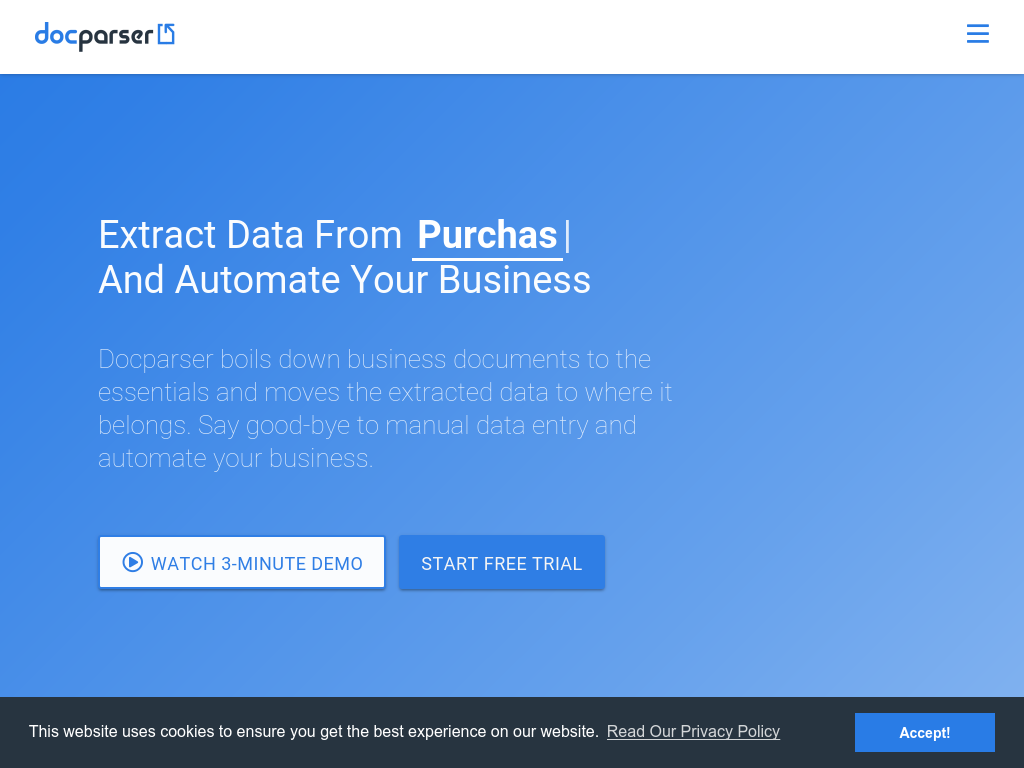 docparser
Extract Data From Purchas|
And Automate Your Business
Docparser boils down business documents to the
essentials and moves the extracted data to where it
belongs. Say good-bye to manual data entry and
automate your business.
WATCH 3-MINUTE DEMO
START FREE TRIAL
This website uses cookies to ensure you get the best experience on our website. Read Our Privacy Policy
Accept!